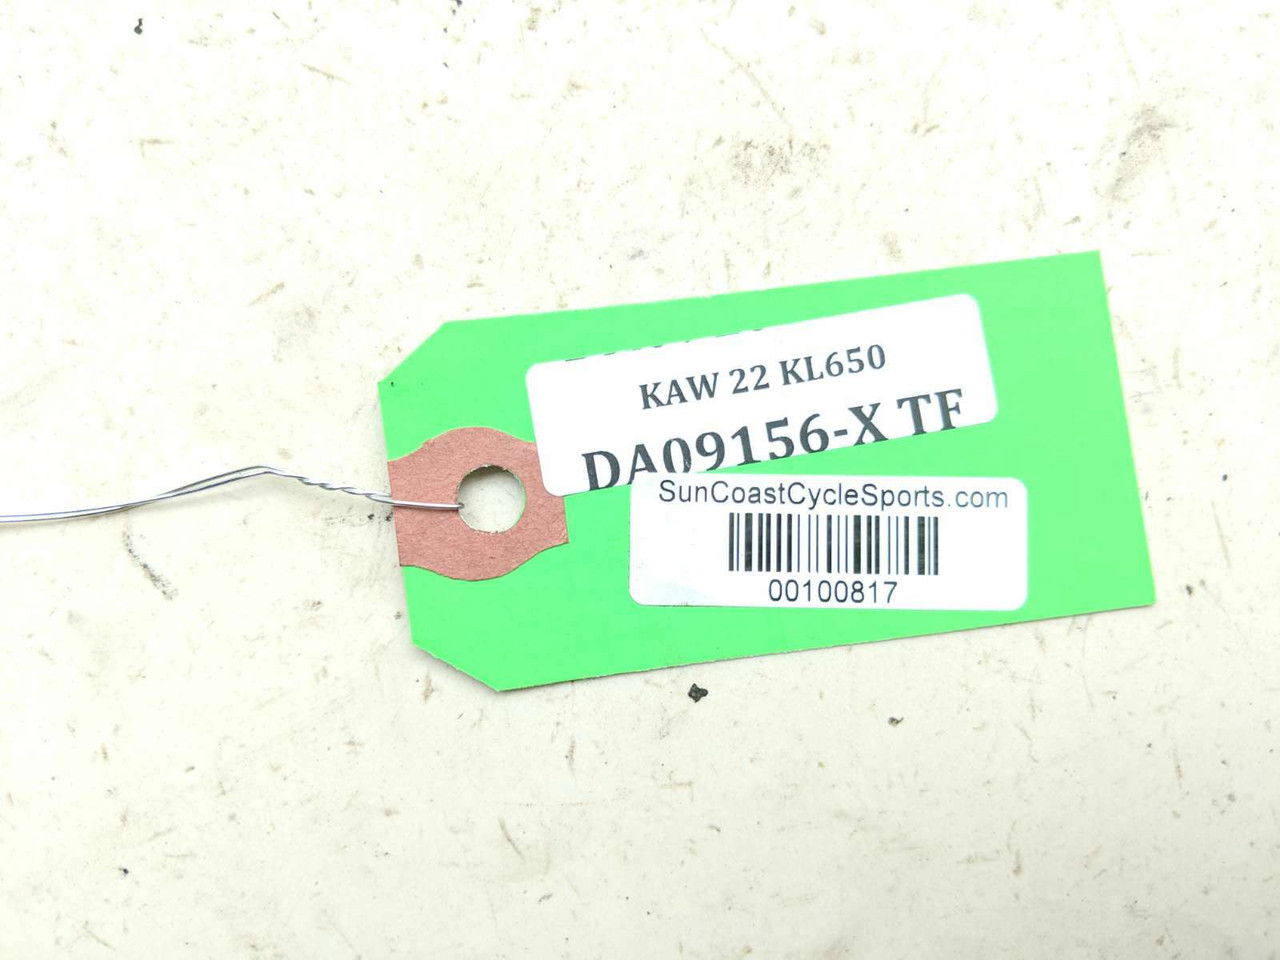 KAW 22 KL650
DA09156-X TF
SunCoastCycleSports.com
00100817